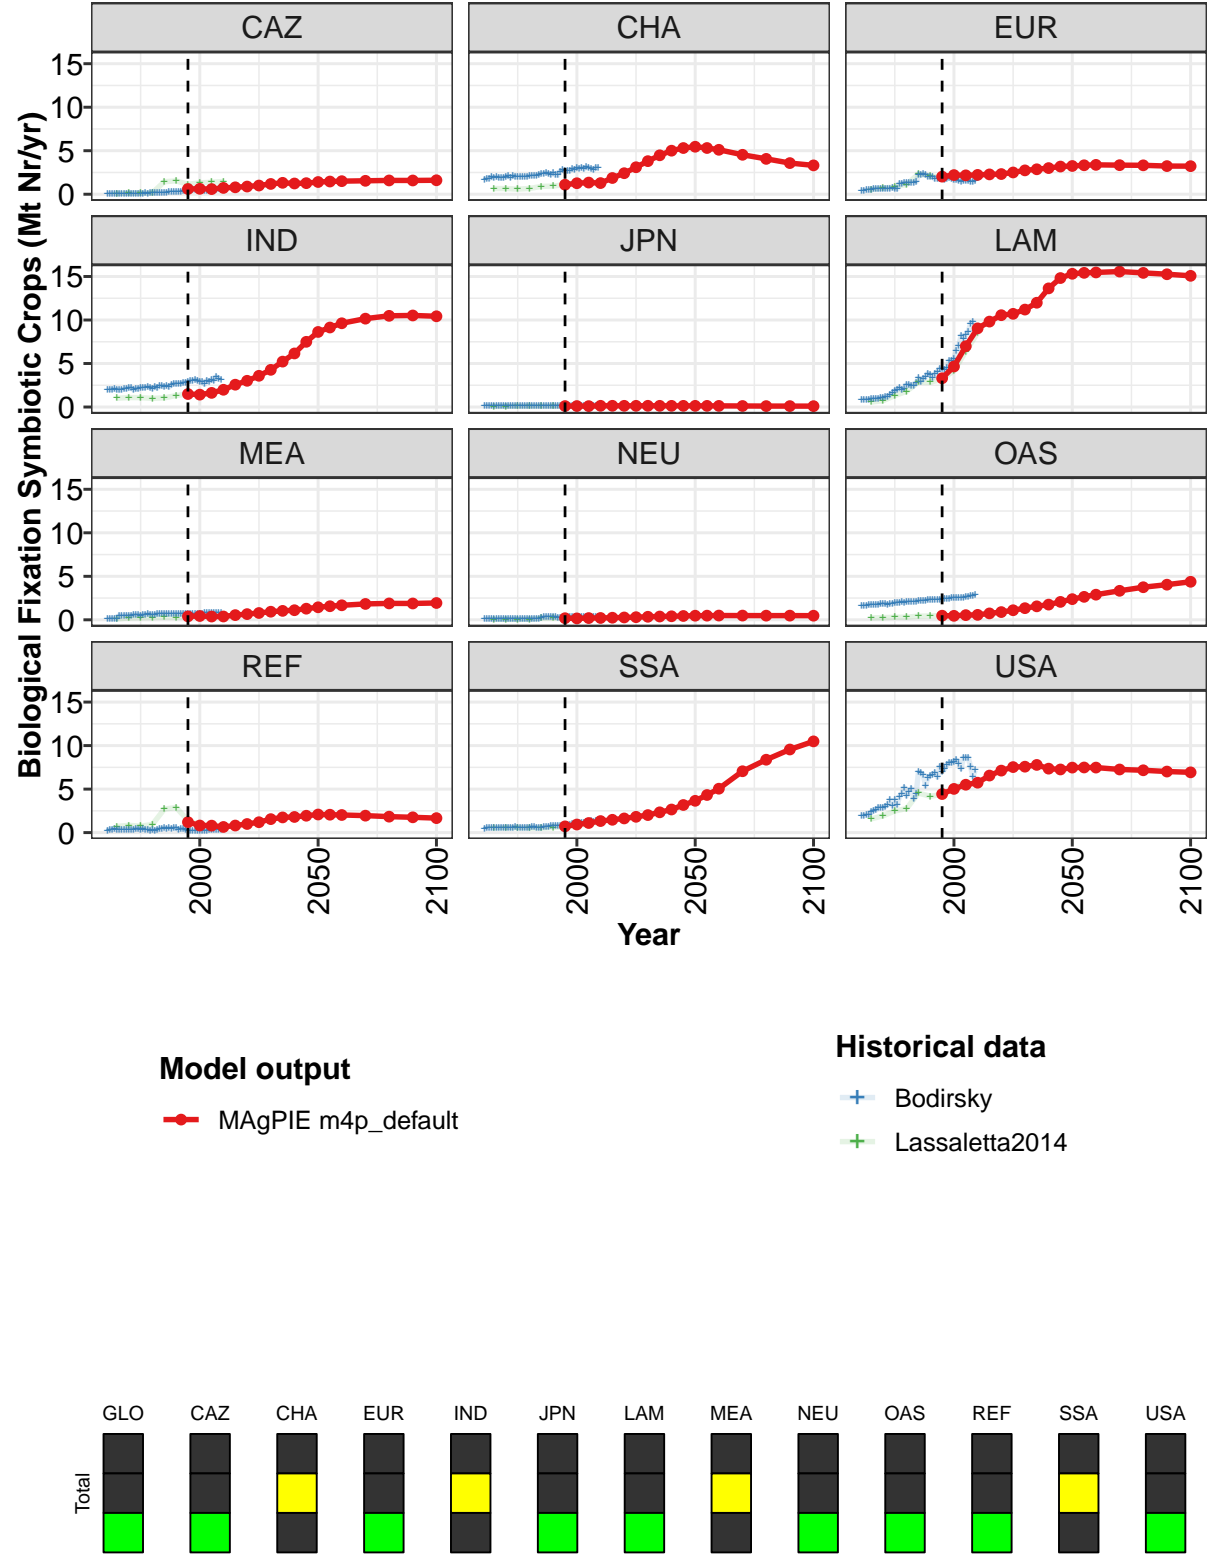 CAZ CHA EUR
15
10
5
0
IND JPN LAM
15
10
5
0
MEA NEU OAS
15
10
5
0
REF SSA USA
15
10
5
0
2000 2050 2100 2000 2050 2100 2000 2050 2100
Year
Biological Fixation Symbiotic Crops (Mt Nr/yr)
Model output
MAgPIE m4p_default
Historical data
Bodirsky
Lassaletta2014
GLO CAZ CHA EUR IND JPN LAM MEA NEU OAS REF SSA USA
Total